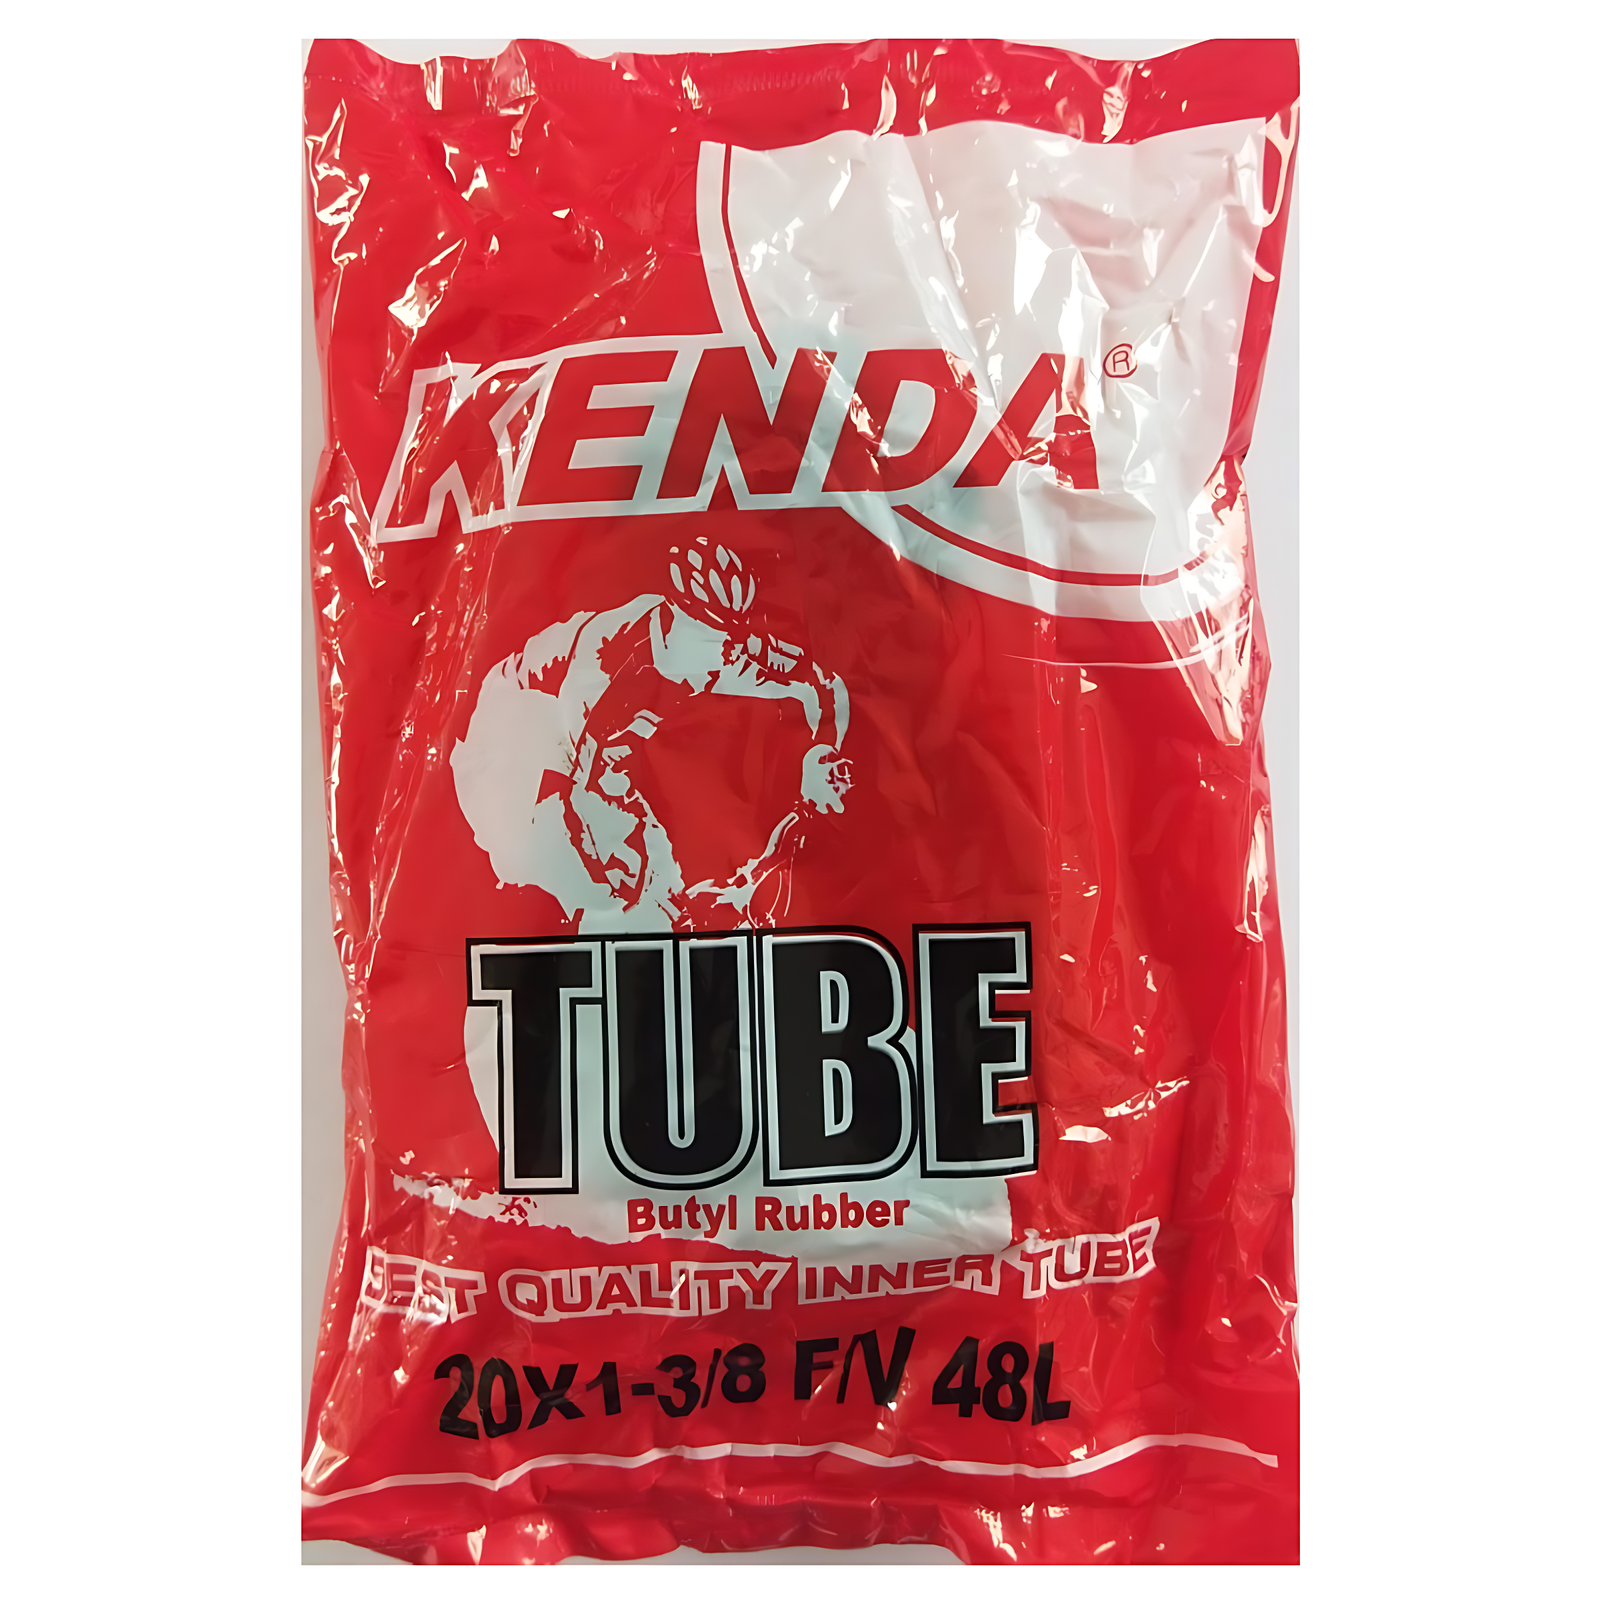 KENDA®
TUBE
Butyl Rubber
BEST QUALITY INNER TUBE
20X1-3/8 F/V 48L